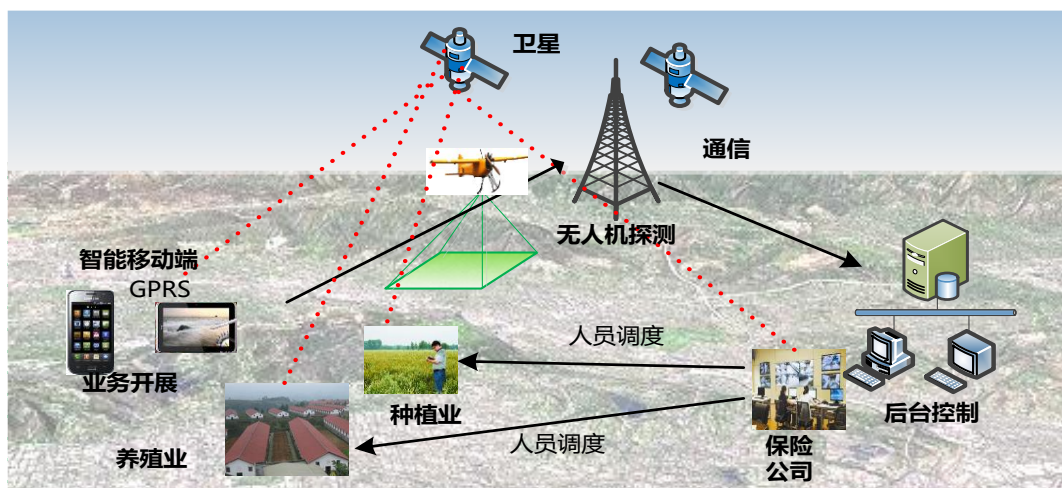 卫星
通信
无人机探测
智能移动端
GPRS
业务开展
人员调度
种植业
后台控制
人员调度
养殖业
保险
公司